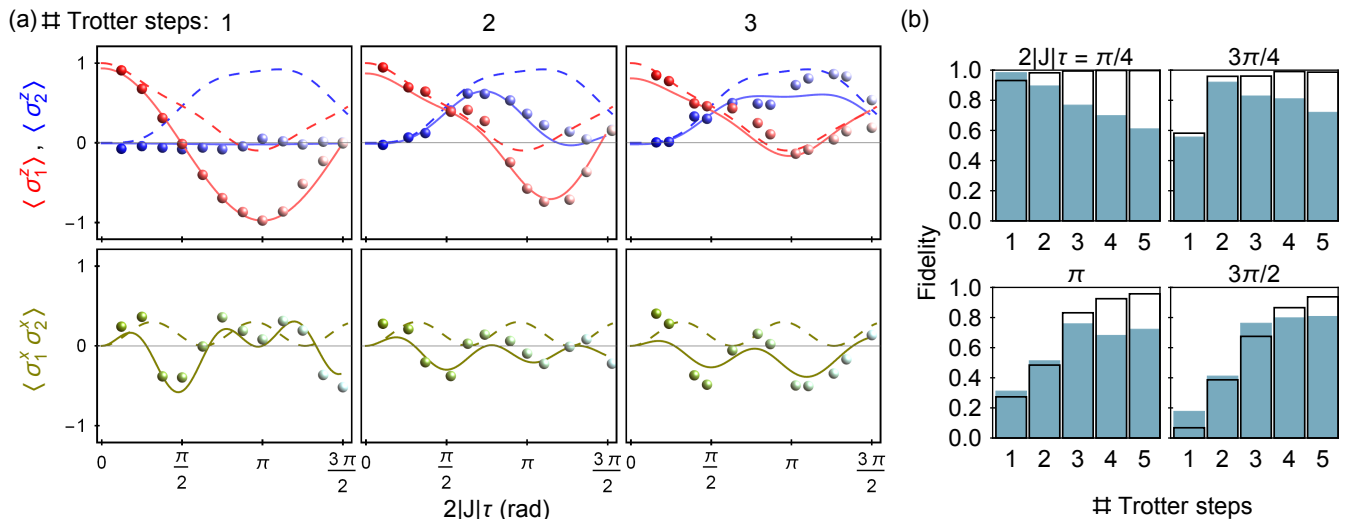 (a) # Trotter steps: 1 2 3
⟨σ₁ᶻ⟩, ⟨σ₂ᶻ⟩
1
0
−1
⟨σ₁ˣ σ₂ˣ⟩
1
0
−1
0 π/2 π 3π/2 0 π/2 π 3π/2 0 π/2 π 3π/2
2|J|τ (rad)
(b)
2|J|τ = π/4 3π/4
1.0
0.8
0.6
0.4
0.2
0.0
1 2 3 4 5 1 2 3 4 5
Fidelity
π 3π/2
1.0
0.8
0.6
0.4
0.2
0.0
1 2 3 4 5 1 2 3 4 5
# Trotter steps